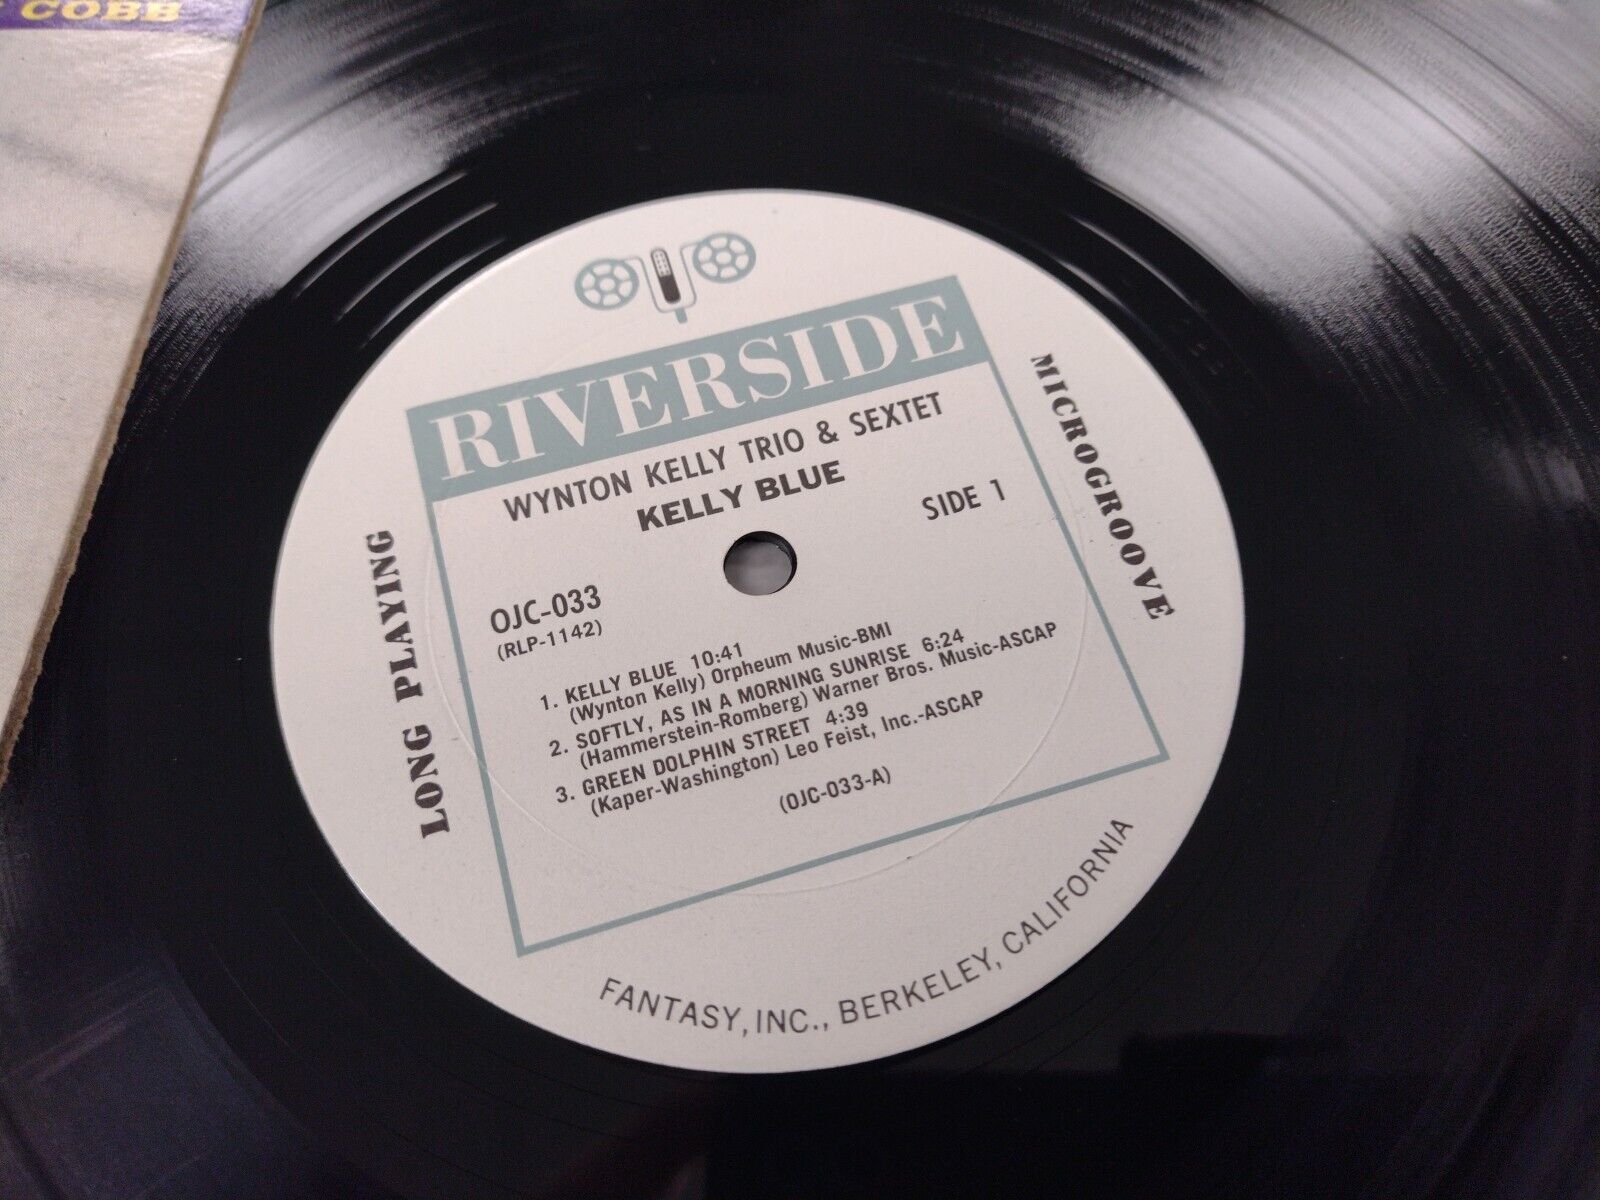 COBB
RIVERSIDE
WYNTON KELLY TRIO & SEXTET
KELLY BLUE
SIDE 1
OJC-033
(RLP-1142)
1. KELLY BLUE 10:41
(Wynton Kelly) Orpheum Music-BMI
2. SOFTLY, AS IN A MORNING SUNRISE 6:24
(Hammerstein-Romberg) Warner Bros. Music-ASCAP
3. GREEN DOLPHIN STREET 4:39
(Kaper-Washington) Leo Feist, Inc.-ASCAP
(OJC-033-A)
LONG PLAYING
MICROGROOVE
FANTASY, INC., BERKELEY, CALIFORNIA